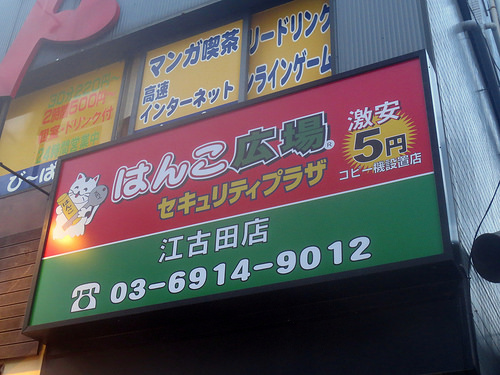 マンガ喫茶
高速
インターネット
リードリンク
ラインゲーム
び〜ば
はんこ広場®
セキュリティプラザ
激安
5円
コピー機設置店
江古田店
☎ 03-6914-9012